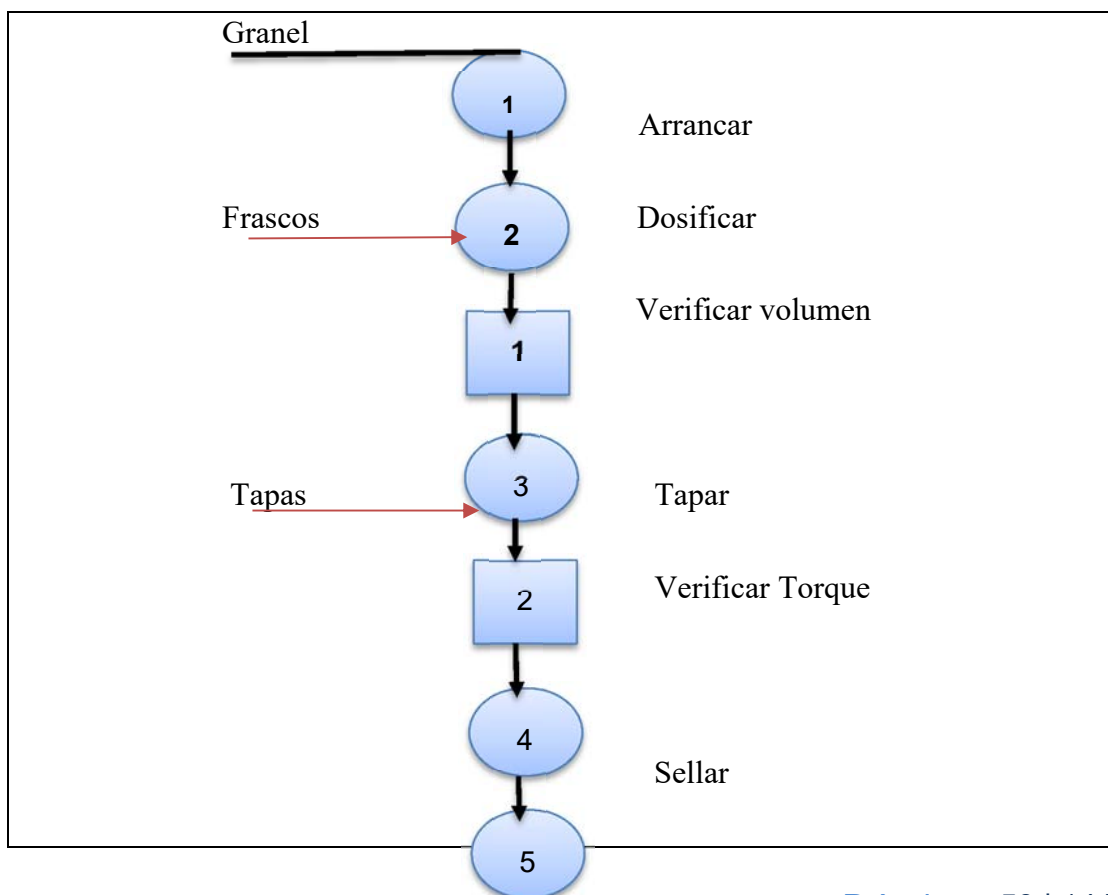 Granel
1
Arrancar
Frascos
2
Dosificar
Verificar volumen
1
Tapas
3
Tapar
2
Verificar Torque
4
Sellar
5